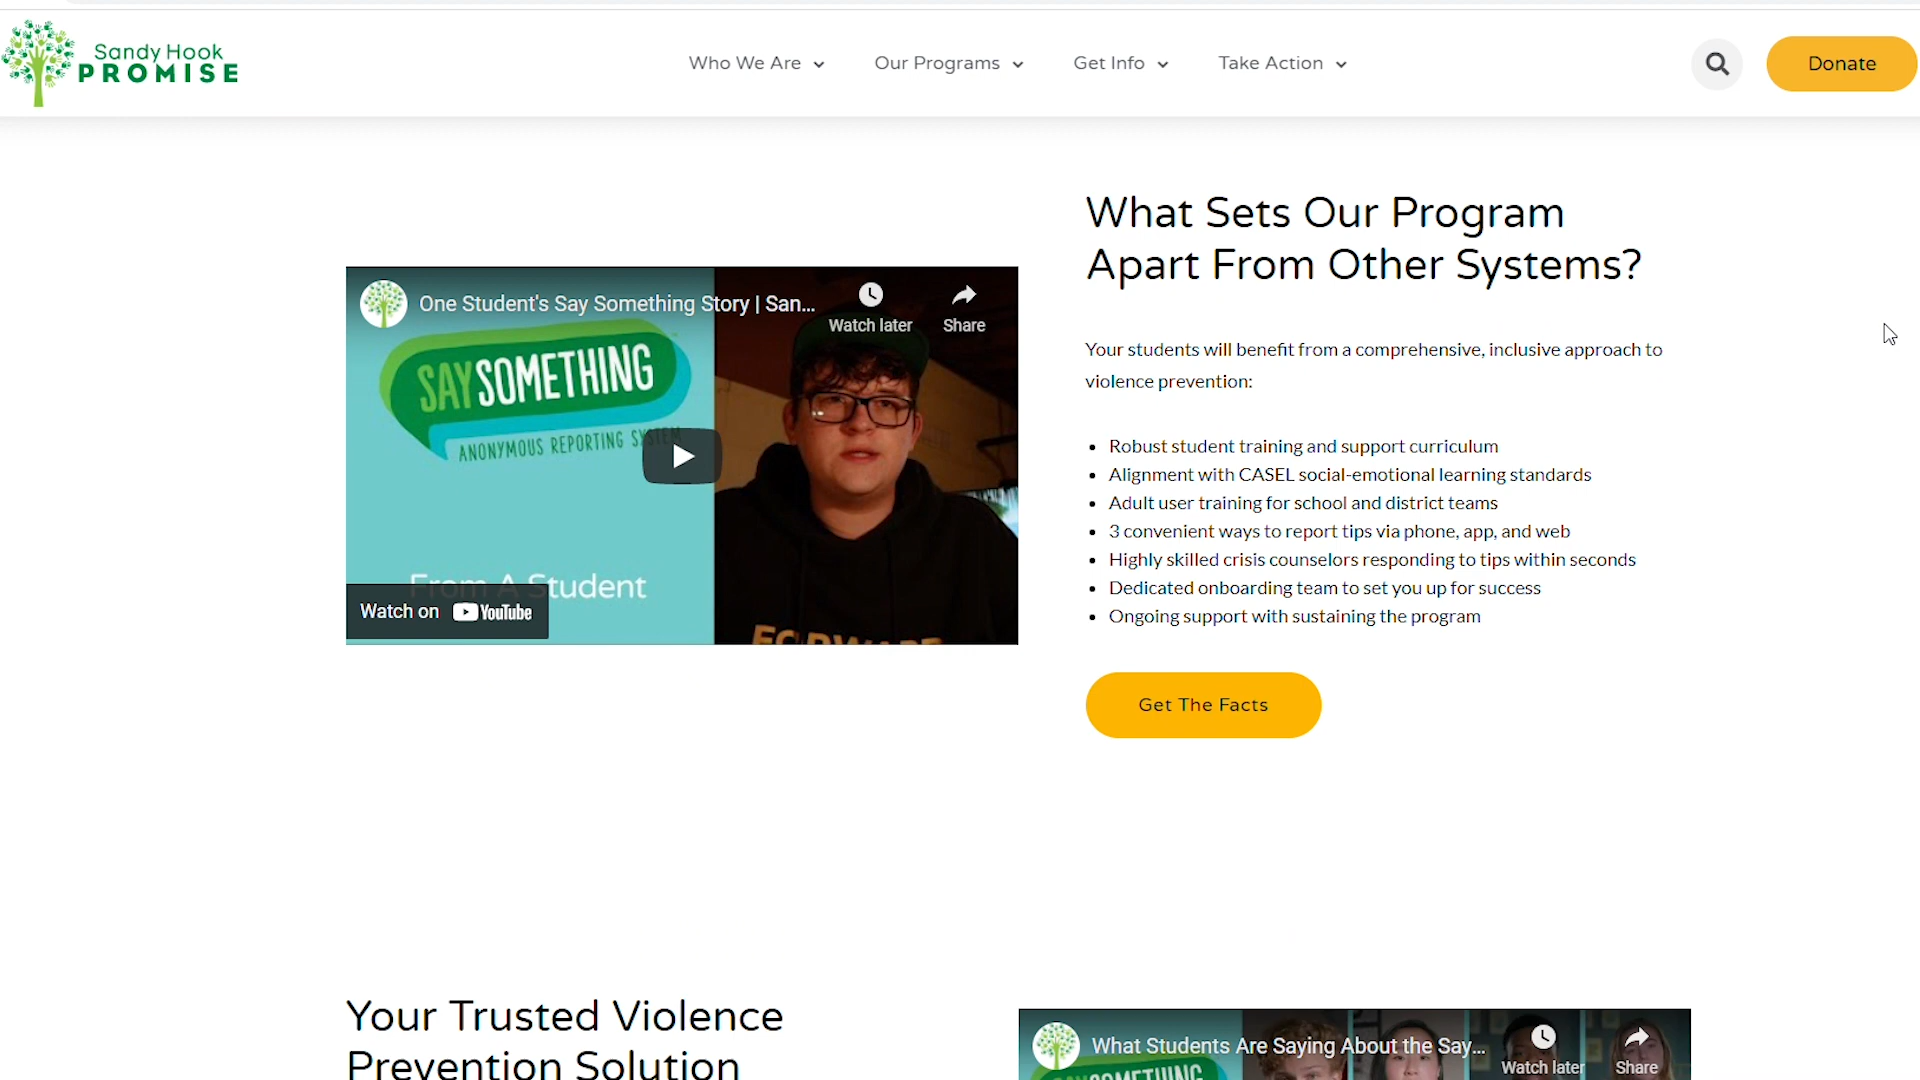 Sandy Hook
PROMISE
Who We Are
Our Programs
Get Info
Take Action
Donate
What Sets Our Program
Apart From Other Systems?
One Student's Say Something Story | San...
Watch later
Share
SAY SOMETHING
ANONYMOUS REPORTING SYSTEM
From A Student
Watch on YouTube
Your students will benefit from a comprehensive, inclusive approach to
violence prevention:
Robust student training and support curriculum
Alignment with CASEL social-emotional learning standards
Adult user training for school and district teams
3 convenient ways to report tips via phone, app, and web
Highly skilled crisis counselors responding to tips within seconds
Dedicated onboarding team to set you up for success
Ongoing support with sustaining the program
Get The Facts
Your Trusted Violence
Prevention Solution
What Students Are Saying About the Say...
Watch later
Share
SAY SOMETHING